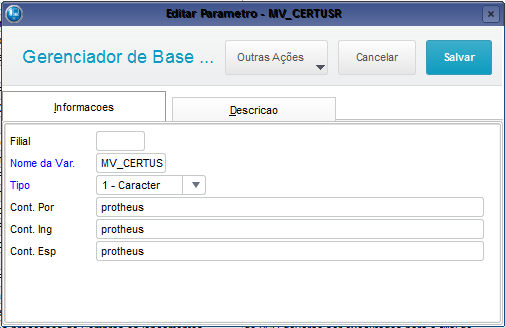 Editar Parametro - MV_CERTUSR
Gerenciador de Base ...
Outras Ações
Cancelar
Salvar
Informacoes
Descricao
Filial
Nome da Var. MV_CERTUS
Tipo 1 - Caracter
Cont. Por protheus
Cont. Ing protheus
Cont. Esp protheus